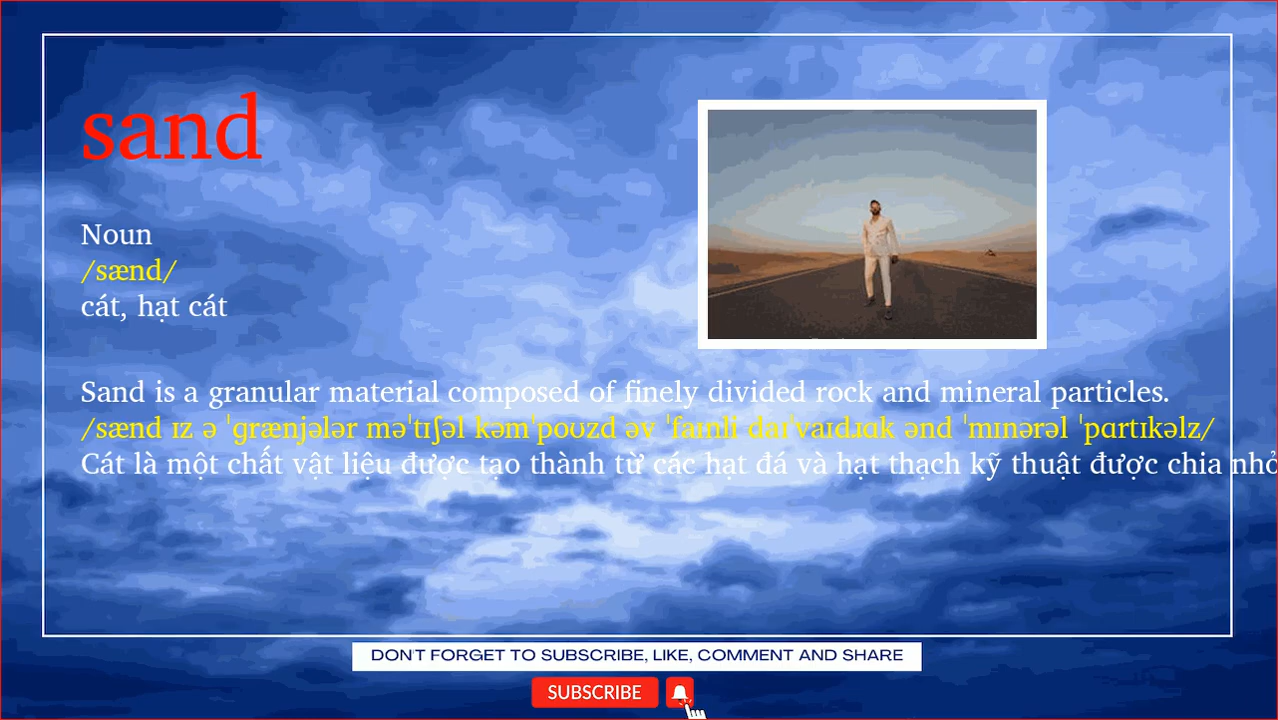 sand
Noun
/sænd/
cát, hạt cát
Sand is a granular material composed of finely divided rock and mineral particles.
/sænd ɪz ə ˈɡrænjələr məˈtɪʃəl kəmˈpoʊzd əv ˈfaɪnli daɪˈvaɪdɹɑk ənd ˈmɪnərəl ˈpɑrtɪkəlz/
Cát là một chất vật liệu được tạo thành từ các hạt đá và hạt thạch kỹ thuật được chia nhỏ
DON'T FORGET TO SUBSCRIBE, LIKE, COMMENT AND SHARE
SUBSCRIBE